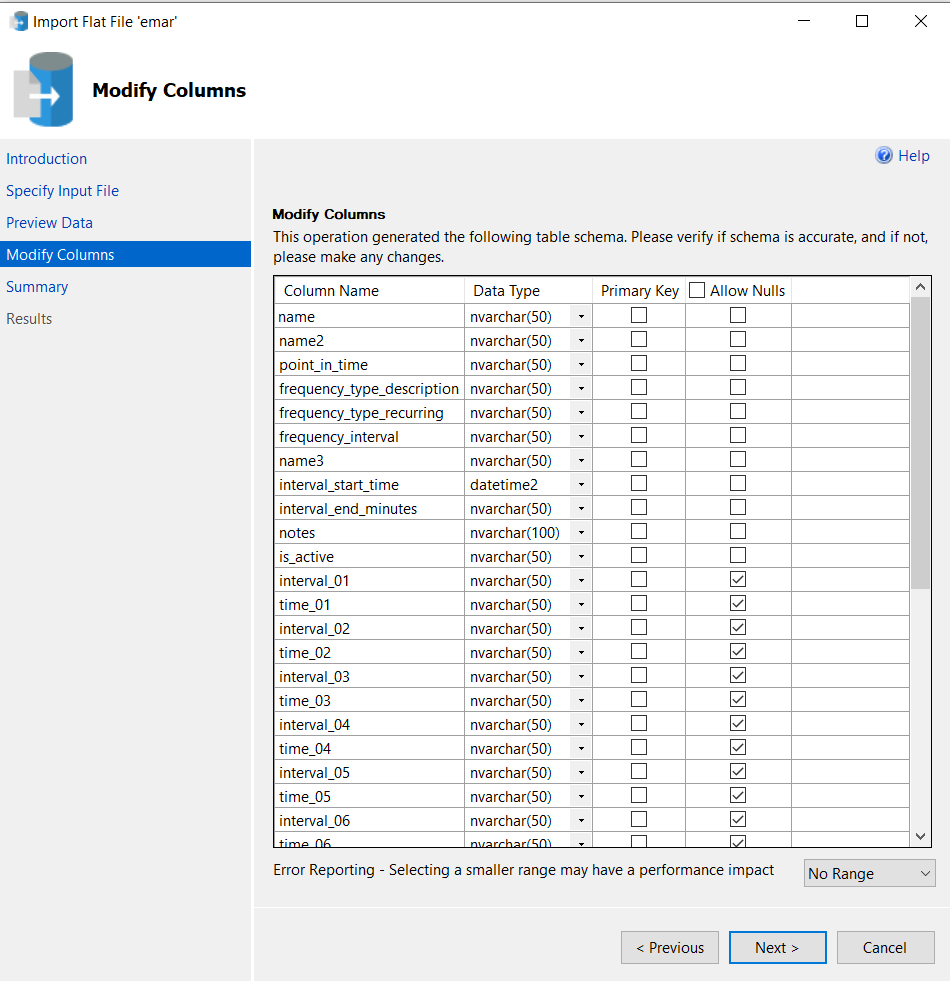 Import Flat File 'emar'
Modify Columns
Introduction
Specify Input File
Preview Data
Modify Columns
Summary
Results
Help
Modify Columns
This operation generated the following table schema. Please verify if schema is accurate, and if not,
please make any changes.
Column Name Data Type Primary Key Allow Nulls
name nvarchar(50)
name2 nvarchar(50)
point_in_time nvarchar(50)
frequency_type_description nvarchar(50)
frequency_type_recurring nvarchar(50)
frequency_interval nvarchar(50)
name3 nvarchar(50)
interval_start_time datetime2
interval_end_minutes nvarchar(50)
notes nvarchar(100)
is_active nvarchar(50)
interval_01 nvarchar(50)
time_01 nvarchar(50)
interval_02 nvarchar(50)
time_02 nvarchar(50)
interval_03 nvarchar(50)
time_03 nvarchar(50)
interval_04 nvarchar(50)
time_04 nvarchar(50)
interval_05 nvarchar(50)
time_05 nvarchar(50)
interval_06 nvarchar(50)
time_06 nvarchar(50)
Error Reporting - Selecting a smaller range may have a performance impact No Range
< Previous Next > Cancel